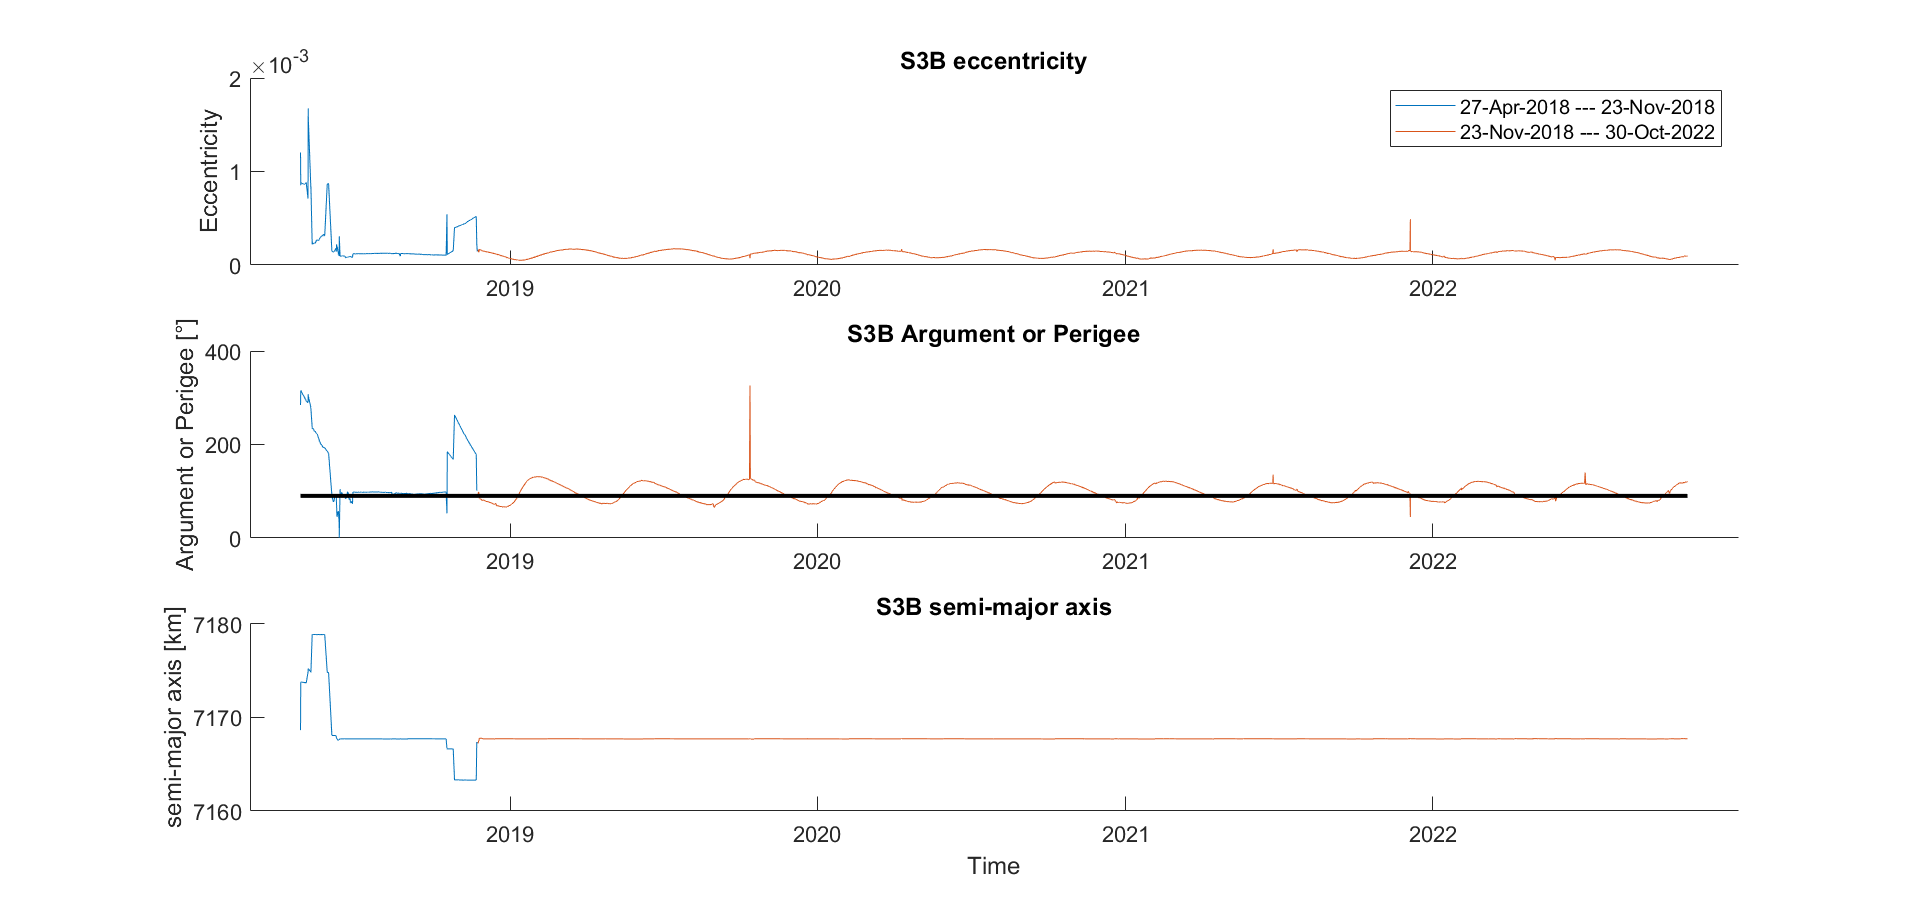 S3B eccentricity
×10-3
2
1
0
Eccentricity
27-Apr-2018 --- 23-Nov-2018
23-Nov-2018 --- 30-Oct-2022
2019 2020 2021 2022
S3B Argument or Perigee
400
200
0
Argument or Perigee [°]
2019 2020 2021 2022
S3B semi-major axis
7180
7170
7160
semi-major axis [km]
2019 2020 2021 2022
Time